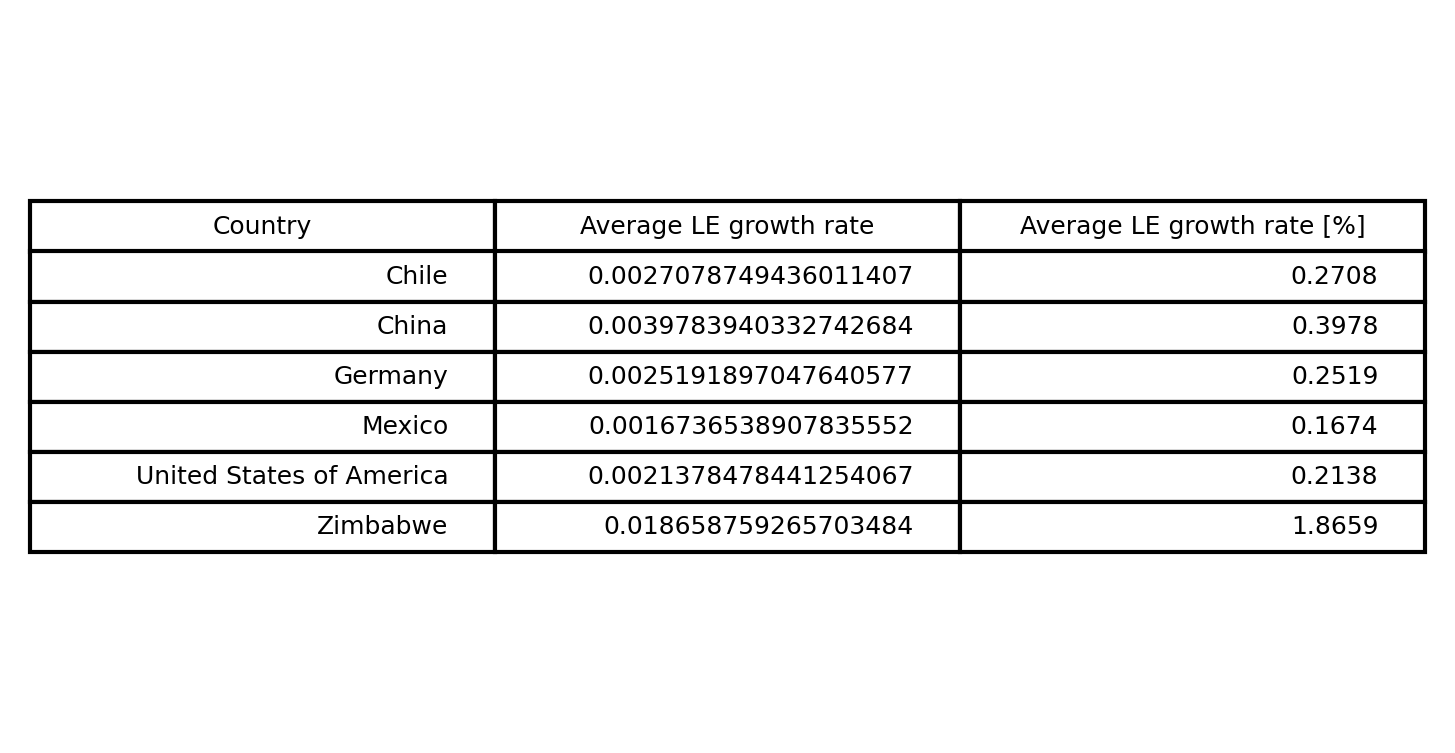 Country Average LE growth rate Average LE growth rate [%]
Chile 0.0027078749436011407 0.2708
China 0.0039783940332742684 0.3978
Germany 0.0025191897047640577 0.2519
Mexico 0.0016736538907835552 0.1674
United States of America 0.0021378478441254067 0.2138
Zimbabwe 0.018658759265703484 1.8659